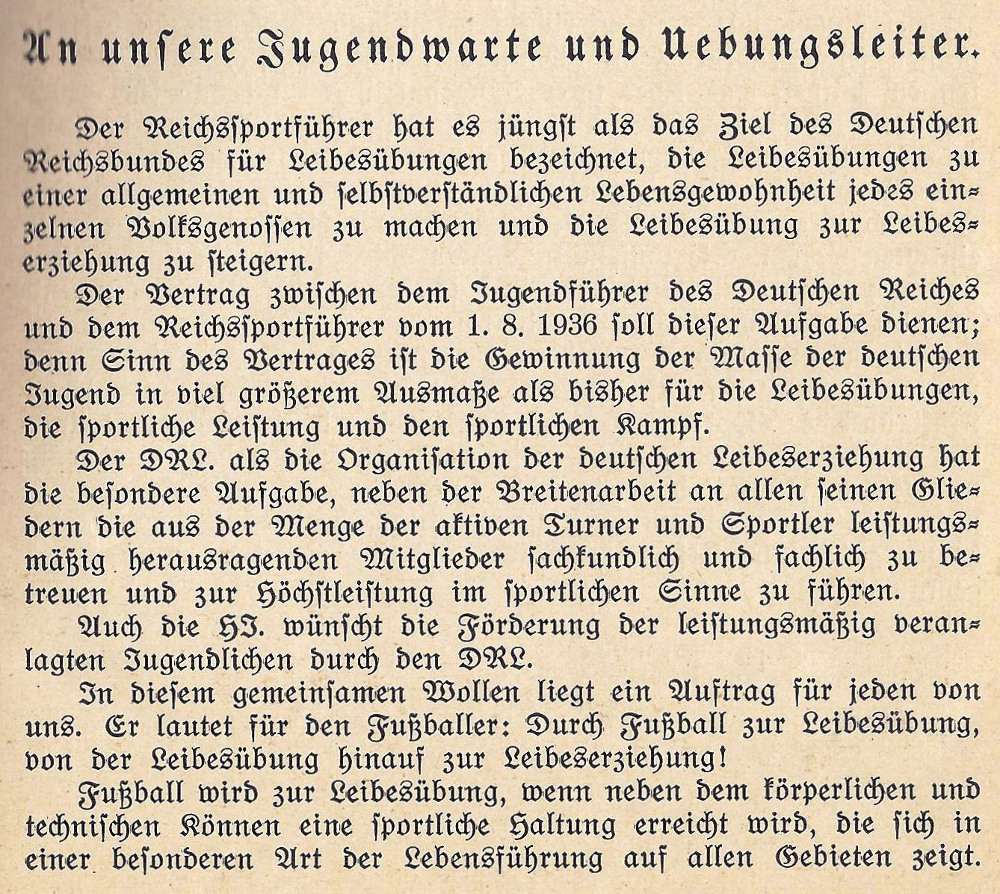 An unsere Jugendwarte und Uebungsleiter.
Der Reichssportführer hat es jüngst als das Ziel des Deutschen
Reichsbundes für Leibesübungen bezeichnet, die Leibesübungen zu
einer allgemeinen und selbstverständlichen Lebensgewohnheit jedes ein-
zelnen Volksgenossen zu machen und die Leibesübung zur Leibes-
erziehung zu steigern.
Der Vertrag zwischen dem Jugendführer des Deutschen Reiches
und dem Reichssportführer vom 1. 8. 1936 soll dieser Aufgabe dienen;
denn Sinn des Vertrages ist die Gewinnung der Masse der deutschen
Jugend in viel größerem Ausmaße als bisher für die Leibesübungen,
die sportliche Leistung und den sportlichen Kampf.
Der DRL. als die Organisation der deutschen Leibeserziehung hat
die besondere Aufgabe, neben der Breitenarbeit an allen seinen Glie-
dern die aus der Menge der aktiven Turner und Sportler leistungs-
mäßig herausragenden Mitglieder sachkundlich und fachlich zu be-
treuen und zur Höchstleistung im sportlichen Sinne zu führen.
Auch die HJ. wünscht die Förderung der leistungsmäßig veran-
lagten Jugendlichen durch den DRL.
In diesem gemeinsamen Wollen liegt ein Auftrag für jeden von
uns. Er lautet für den Fußballer: Durch Fußball zur Leibesübung,
von der Leibesübung hinauf zur Leibeserziehung!
Fußball wird zur Leibesübung, wenn neben dem körperlichen und
technischen Können eine sportliche Haltung erreicht wird, die sich in
einer besonderen Art der Lebensführung auf allen Gebieten zeigt.